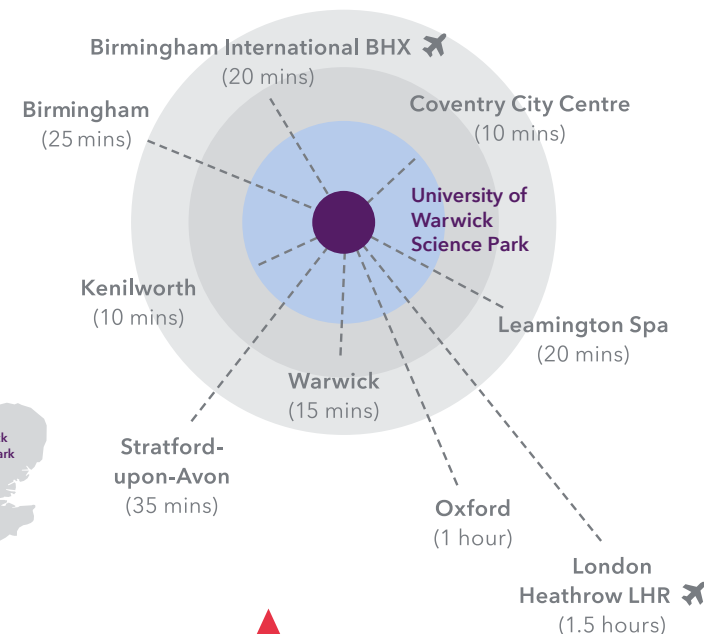 Birmingham International BHX
(20 mins)
Birmingham
(25 mins)
Coventry City Centre
(10 mins)
University of
Warwick
Science Park
Kenilworth
(10 mins)
Leamington Spa
(20 mins)
Warwick
(15 mins)
Stratford-
upon-Avon
(35 mins)
Oxford
(1 hour)
London
Heathrow LHR
(1.5 hours)